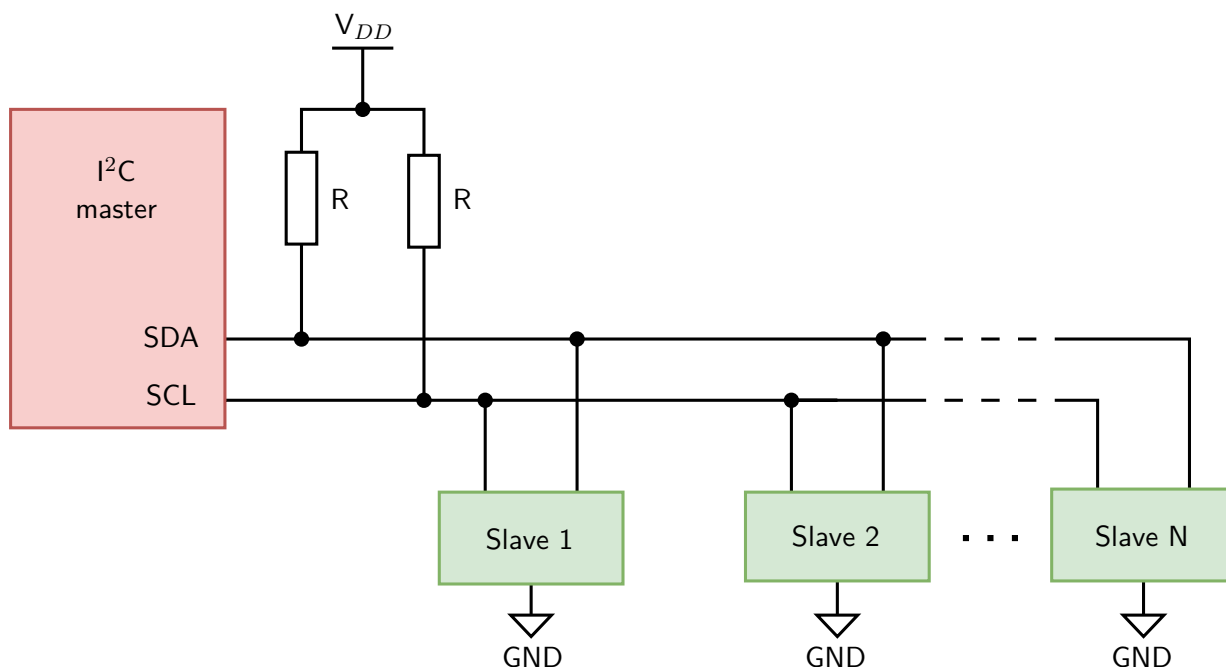 V_DD
I²C
master
R
R
SDA
SCL
Slave 1
Slave 2
. . .
Slave N
GND
GND
GND